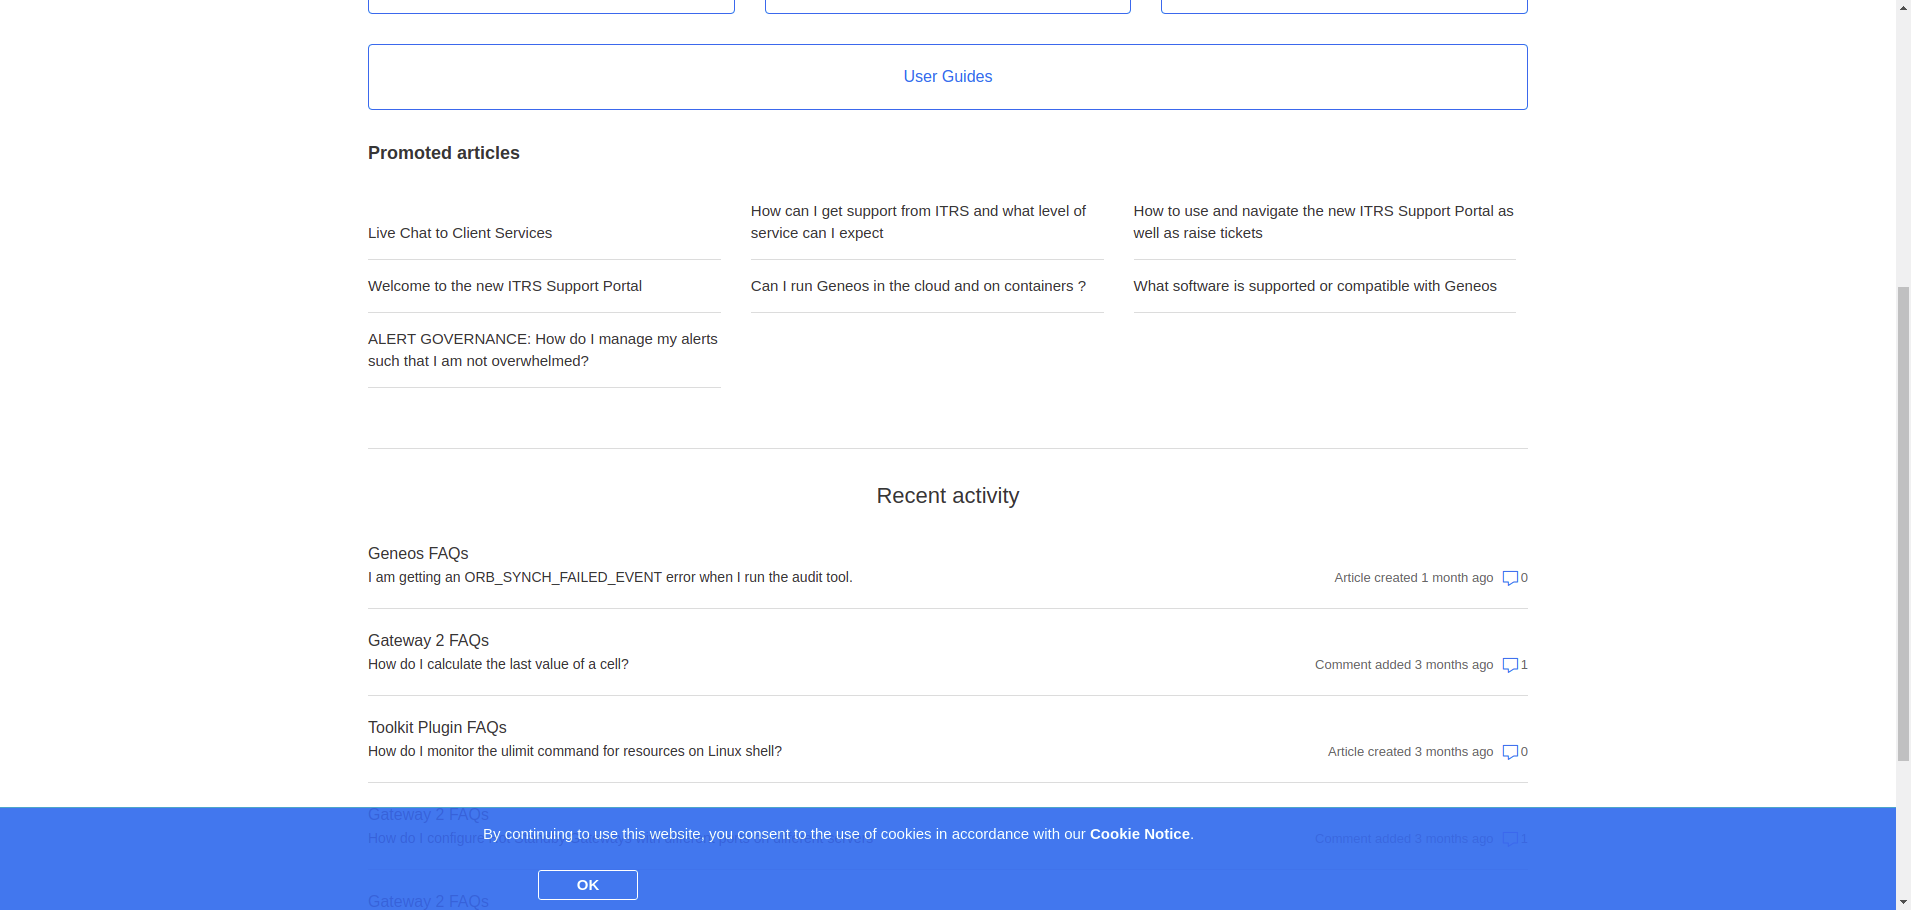 User Guides
Promoted articles
Live Chat to Client Services
How can I get support from ITRS and what level of
service can I expect
How to use and navigate the new ITRS Support Portal as
well as raise tickets
Welcome to the new ITRS Support Portal
Can I run Geneos in the cloud and on containers ?
What software is supported or compatible with Geneos
ALERT GOVERNANCE: How do I manage my alerts
such that I am not overwhelmed?
Recent activity
Geneos FAQs
I am getting an ORB_SYNCH_FAILED_EVENT error when I run the audit tool.
Article created 1 month ago 0
Gateway 2 FAQs
How do I calculate the last value of a cell?
Comment added 3 months ago 1
Toolkit Plugin FAQs
How do I monitor the ulimit command for resources on Linux shell?
Article created 3 months ago 0
Gateway 2 FAQs
By continuing to use this website, you consent to the use of cookies in accordance with our Cookie Notice.
How do I configure
Comment added 3 months ago 1
OK
Gateway 2 FAQs